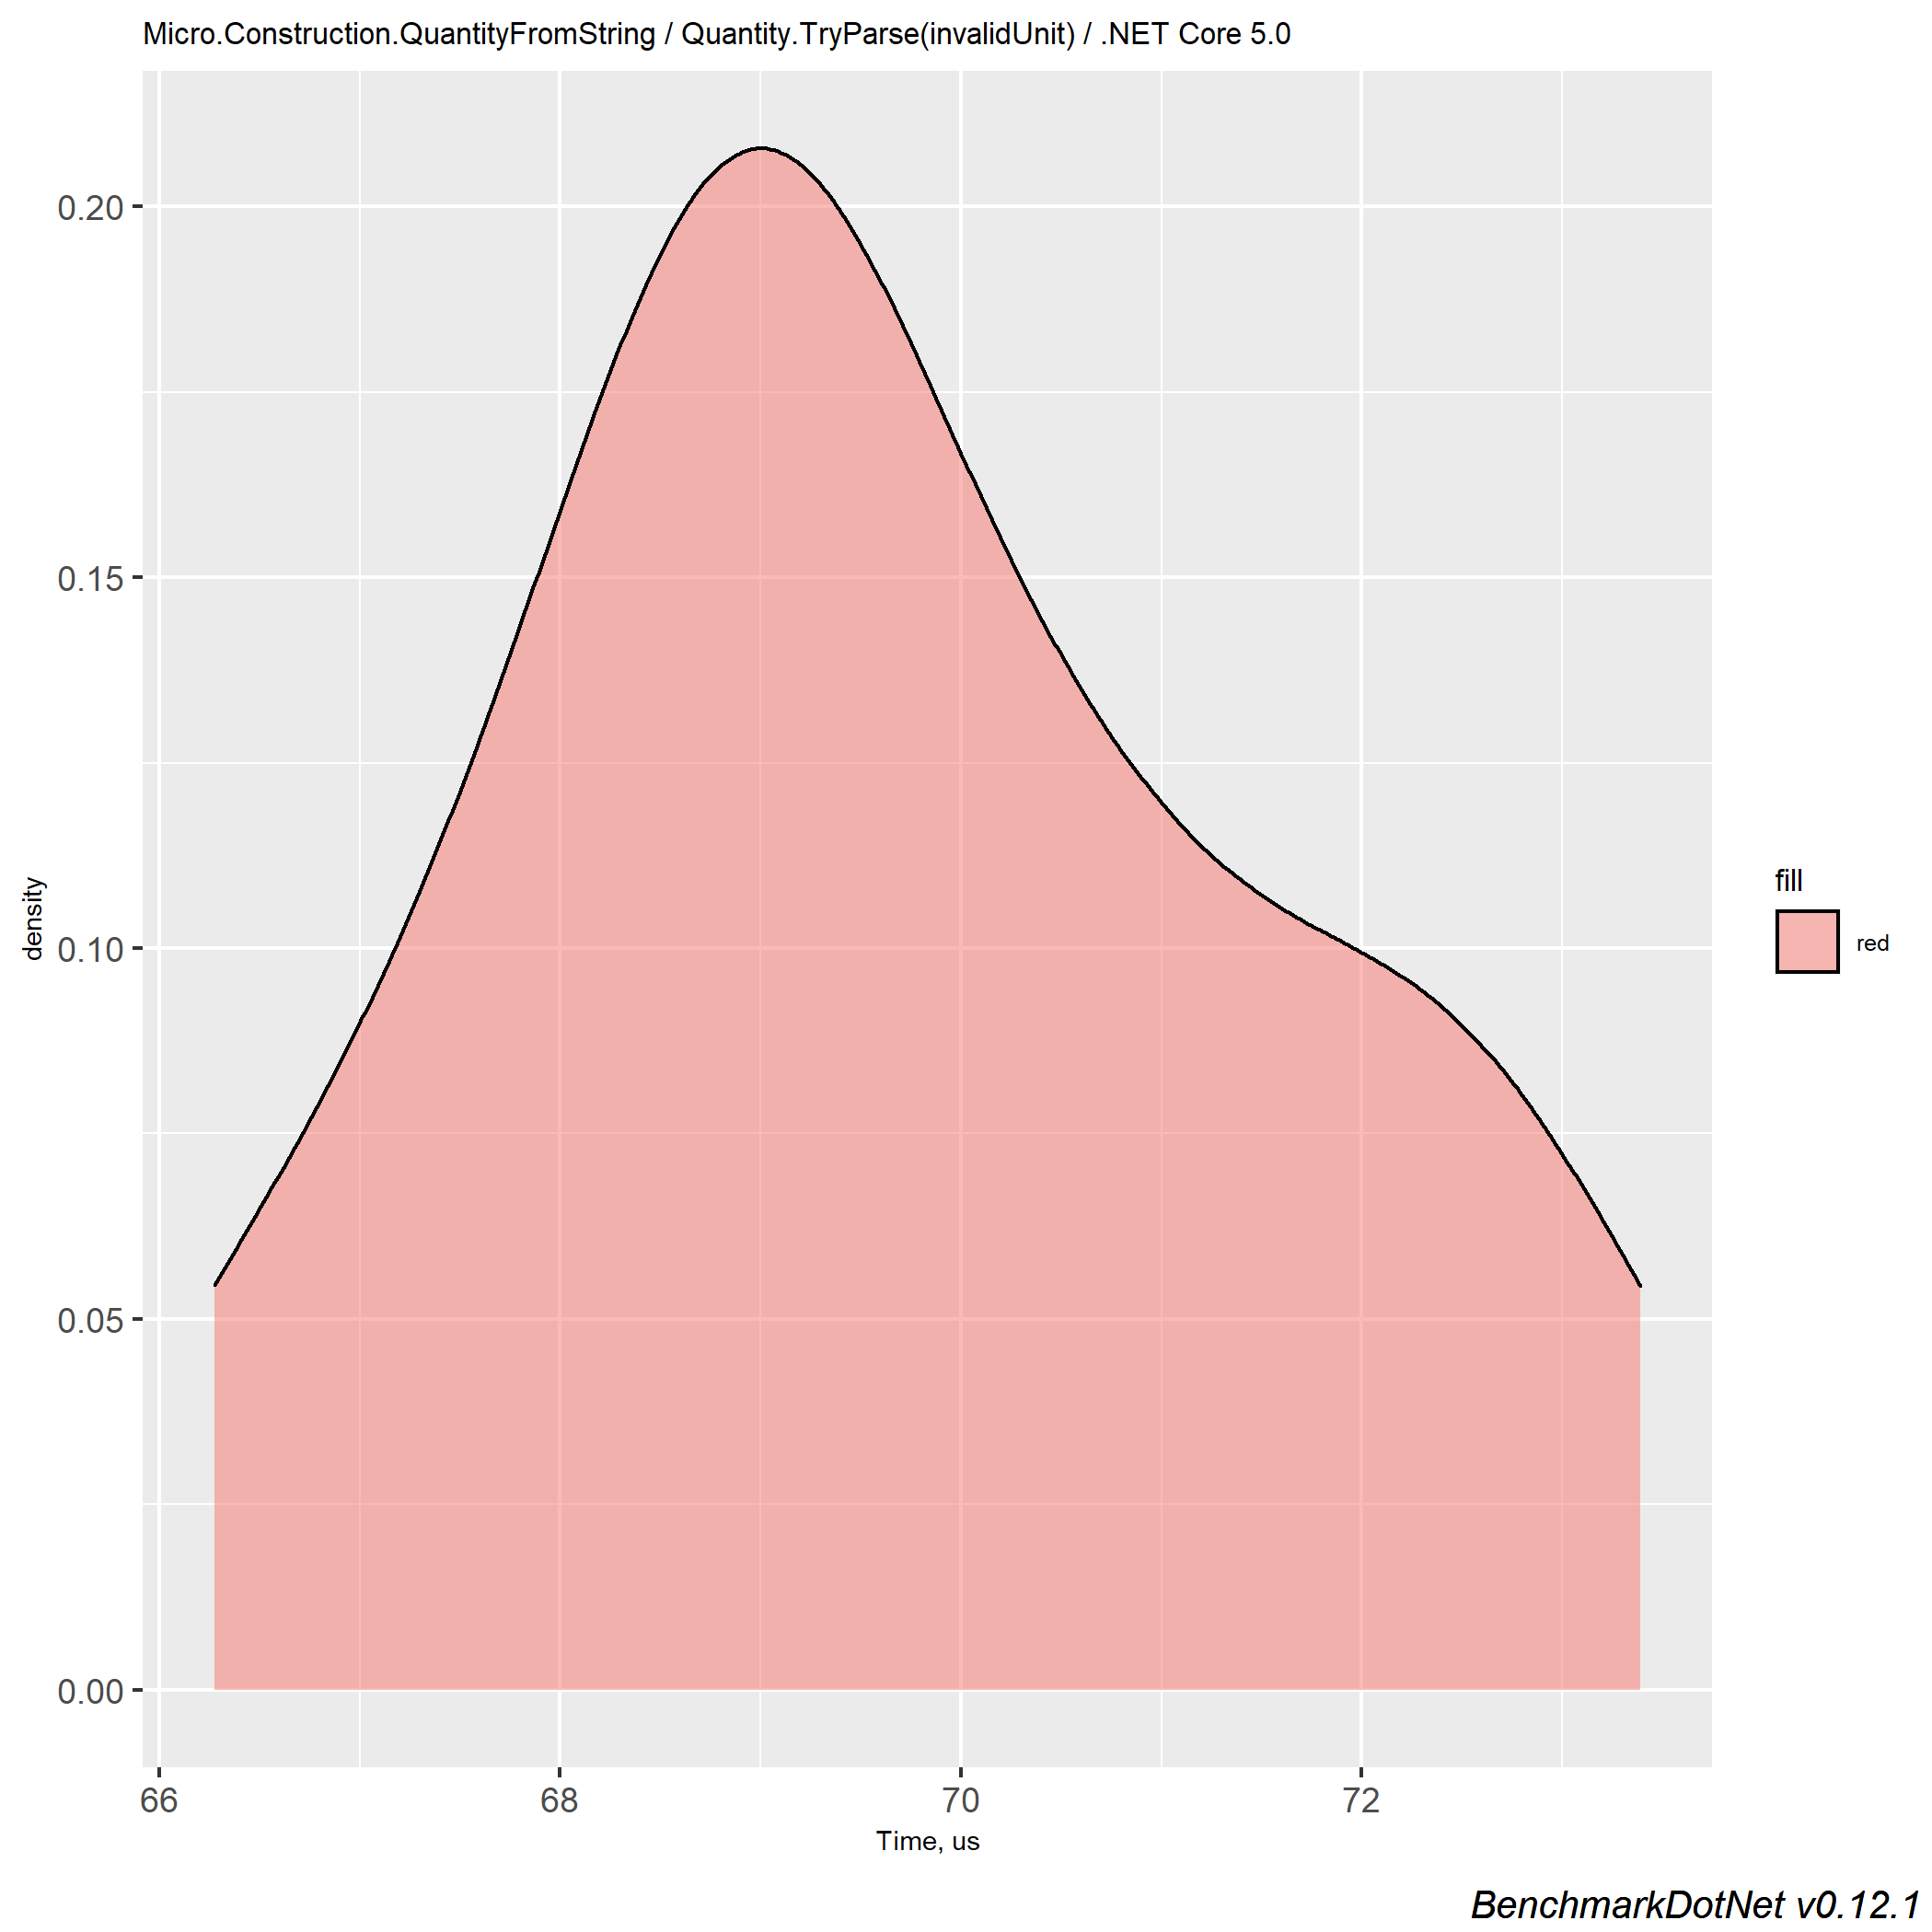 Micro.Construction.QuantityFromString / Quantity.TryParse(invalidUnit) / .NET Core 5.0
0.20
0.15
0.10
0.05
0.00
density
66 68 70 72
Time, us
fill
red
BenchmarkDotNet v0.12.1